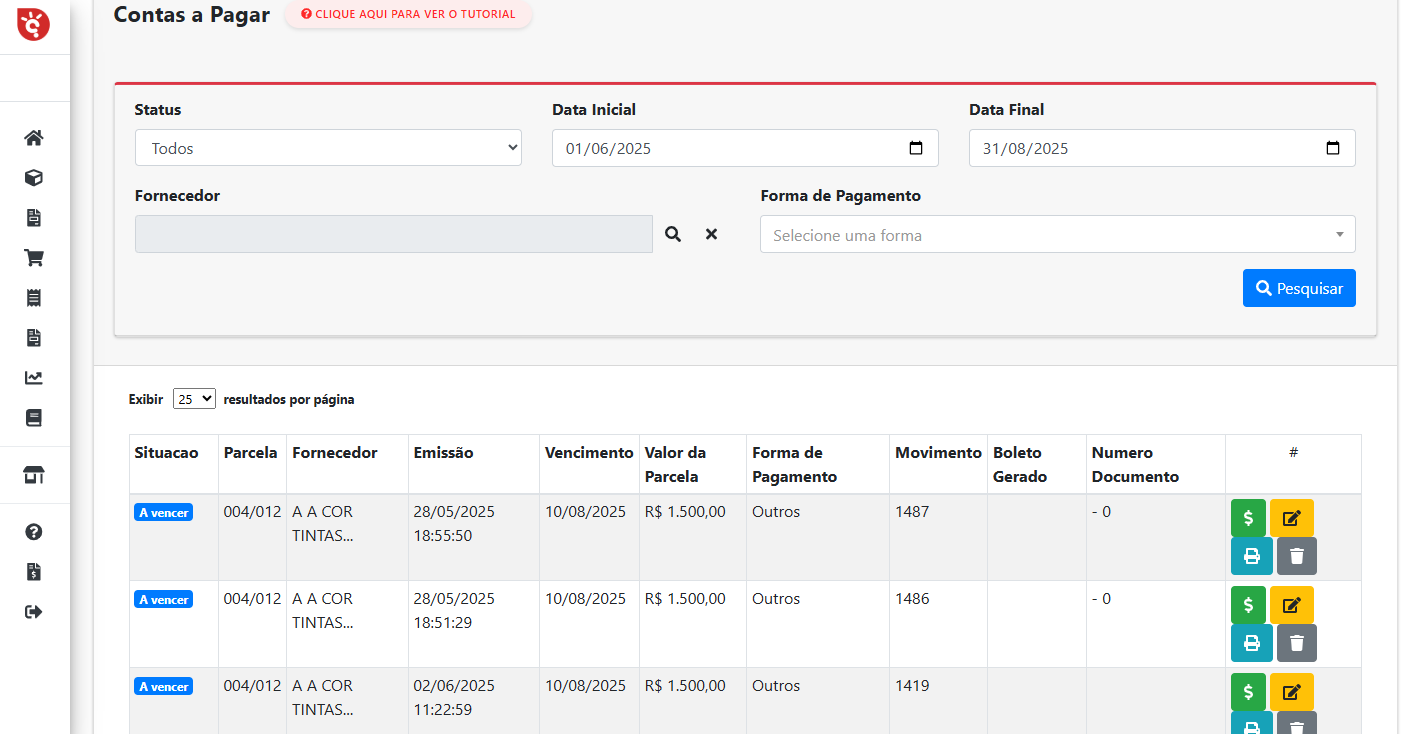 Contas a Pagar
CLIQUE AQUI PARA VER O TUTORIAL
Status
Data Inicial
Data Final
Todos
01/06/2025
31/08/2025
Fornecedor
Forma de Pagamento
Selecione uma forma
Pesquisar
Exibir 25 resultados por página
Situacao Parcela Fornecedor Emissão Vencimento Valor da Forma de Movimento Boleto Numero #
Parcela Pagamento Gerado Documento
A vencer 004/012 A A COR 28/05/2025 10/08/2025 R$ 1.500,00 Outros 1487 - 0
TINTAS... 18:55:50
A vencer 004/012 A A COR 28/05/2025 10/08/2025 R$ 1.500,00 Outros 1486 - 0
TINTAS... 18:51:29
A vencer 004/012 A A COR 02/06/2025 10/08/2025 R$ 1.500,00 Outros 1419
TINTAS... 11:22:59